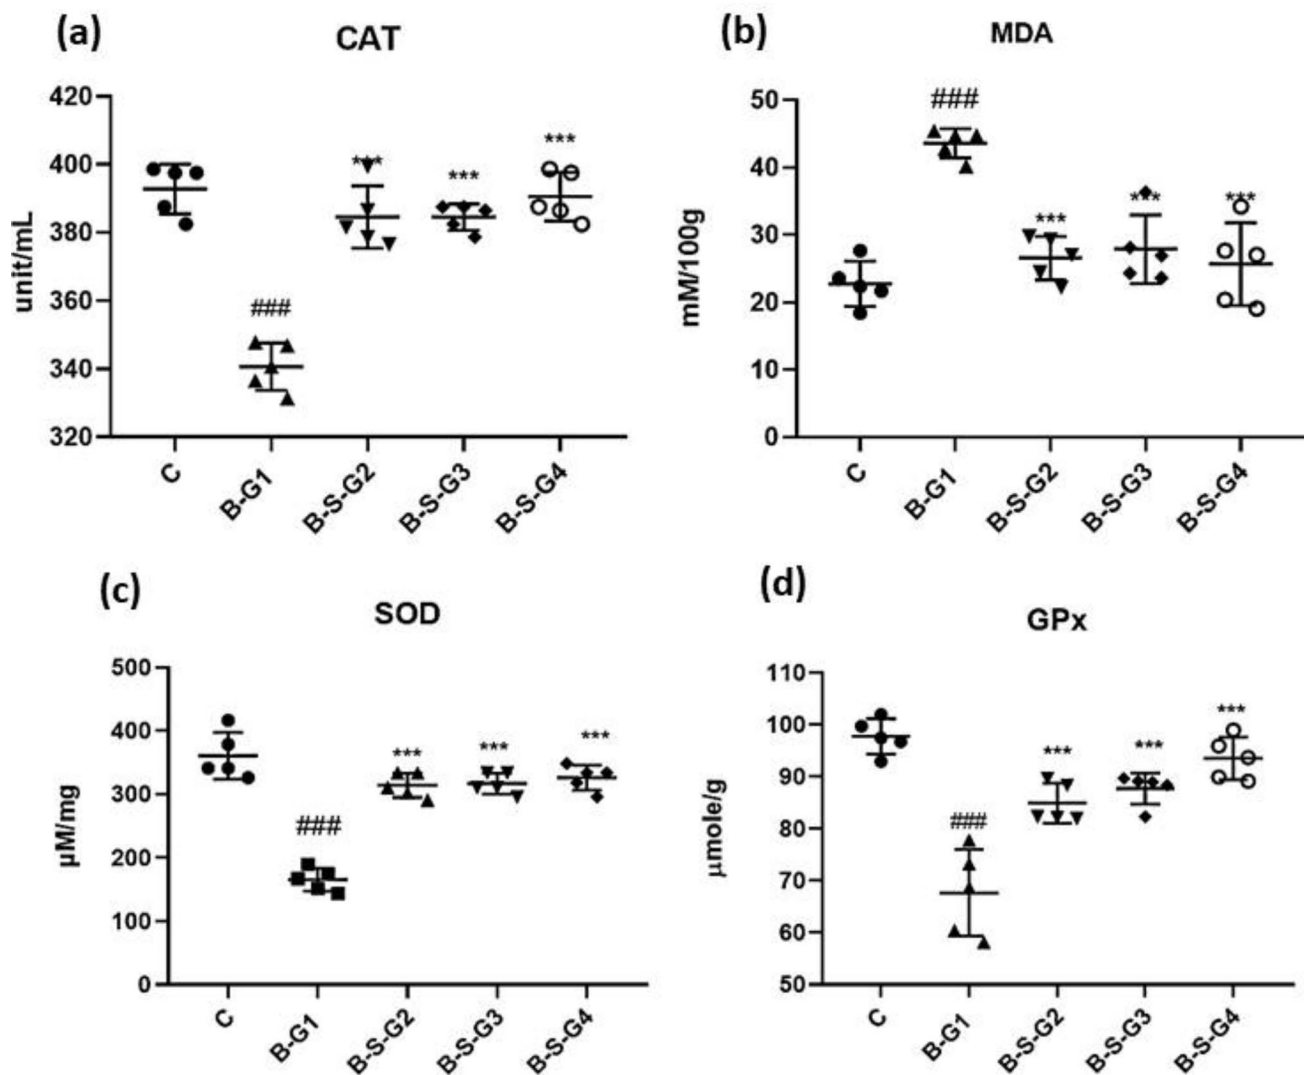 (a)
CAT
unit/mL
420
400
380
360
340
320
###
***
***
***
C
B-G1
B-S-G2
B-S-G3
B-S-G4
(b)
MDA
mM/100g
50
40
30
20
10
0
###
***
***
***
C
B-G1
B-S-G2
B-S-G3
B-S-G4
(c)
SOD
µM/mg
500
400
300
200
100
0
###
***
***
***
C
B-G1
B-S-G2
B-S-G3
B-S-G4
(d)
GPx
µmole/g
110
100
90
80
70
60
50
###
***
***
***
C
B-G1
B-S-G2
B-S-G3
B-S-G4